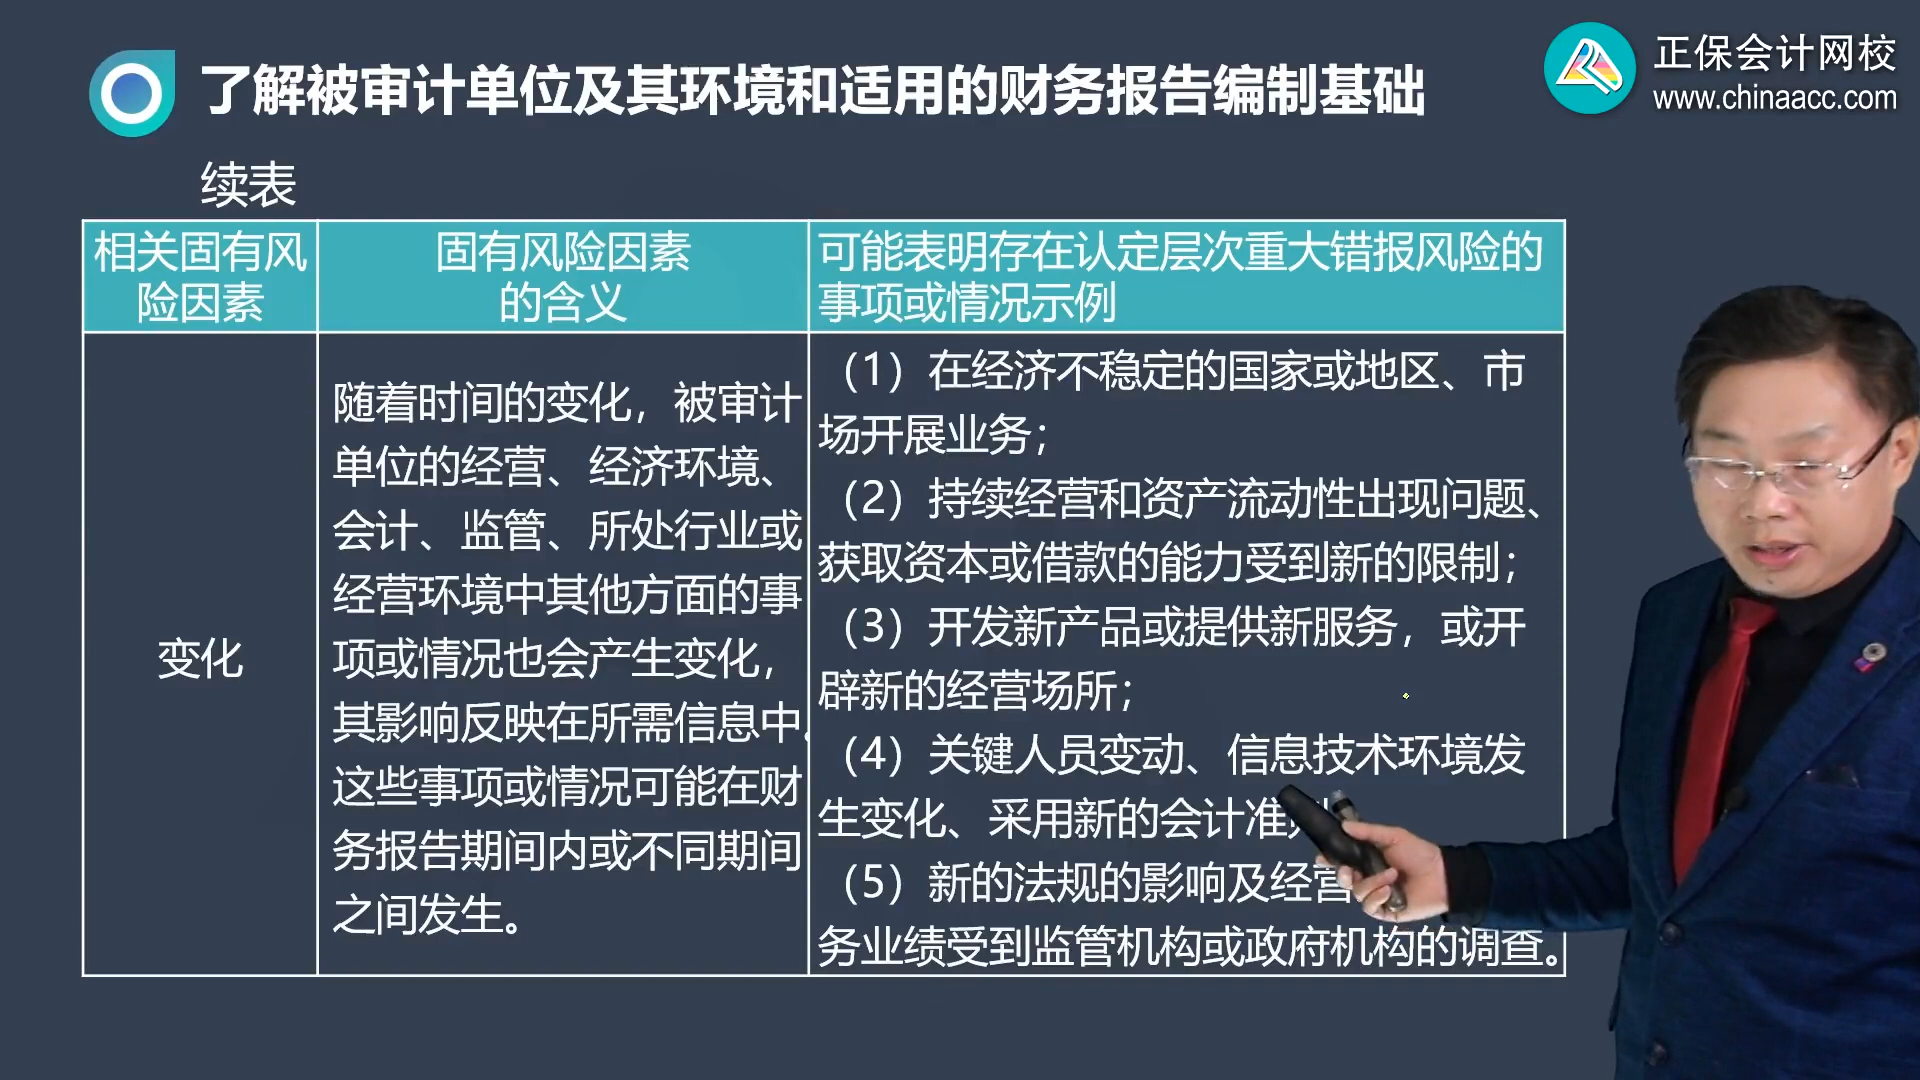 了解被审计单位及其环境和适用的财务报告编制基础
正保会计网校
www.chinaacc.com
续表
相关固有风
险因素
固有风险因素
的含义
可能表明存在认定层次重大错报风险的
事项或情况示例
变化
随着时间的变化，被审计
单位的经营、经济环境、
会计、监管、所处行业或
经营环境中其他方面的事
项或情况也会产生变化，
其影响反映在所需信息中。
这些事项或情况可能在财
务报告期间内或不同期间
之间发生。
（1）在经济不稳定的国家或地区、市
场开展业务；
（2）持续经营和资产流动性出现问题、
获取资本或借款的能力受到新的限制；
（3）开发新产品或提供新服务，或开
辟新的经营场所；
（4）关键人员变动、信息技术环境发
生变化、采用新的会计准
（5）新的法规的影响及经营
务业绩受到监管机构或政府机构的调查。